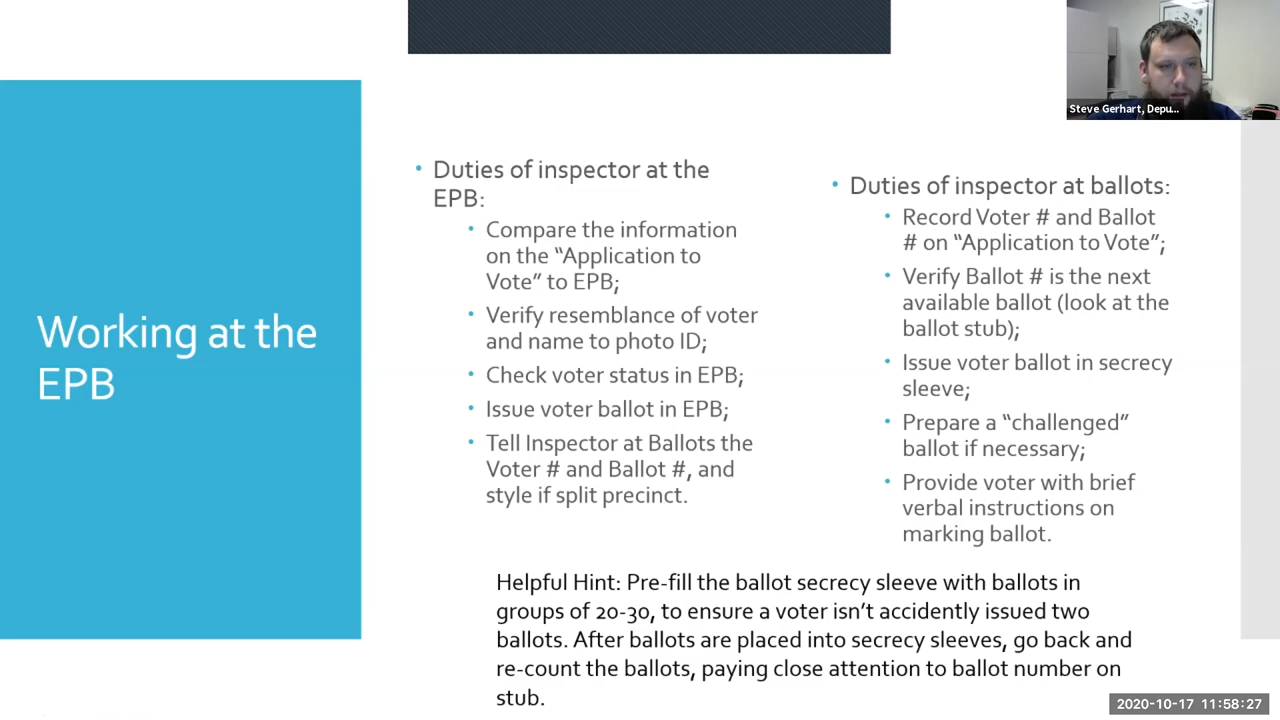 Steve Gerhart, Depu...
Working at the
EPB
• Duties of inspector at the
EPB:
• Compare the information
on the “Application to
Vote” to EPB;
• Verify resemblance of voter
and name to photo ID;
• Check voter status in EPB;
• Issue voter ballot in EPB;
• Tell Inspector at Ballots the
Voter # and Ballot #, and
style if split precinct.
• Duties of inspector at ballots:
• Record Voter # and Ballot
# on “Application to Vote”;
• Verify Ballot # is the next
available ballot (look at the
ballot stub);
• Issue voter ballot in secrecy
sleeve;
• Prepare a “challenged”
ballot if necessary;
• Provide voter with brief
verbal instructions on
marking ballot.
Helpful Hint: Pre-fill the ballot secrecy sleeve with ballots in
groups of 20-30, to ensure a voter isn’t accidently issued two
ballots. After ballots are placed into secrecy sleeves, go back and
re-count the ballots, paying close attention to ballot number on
stub.
2020-10-17 11:58:27